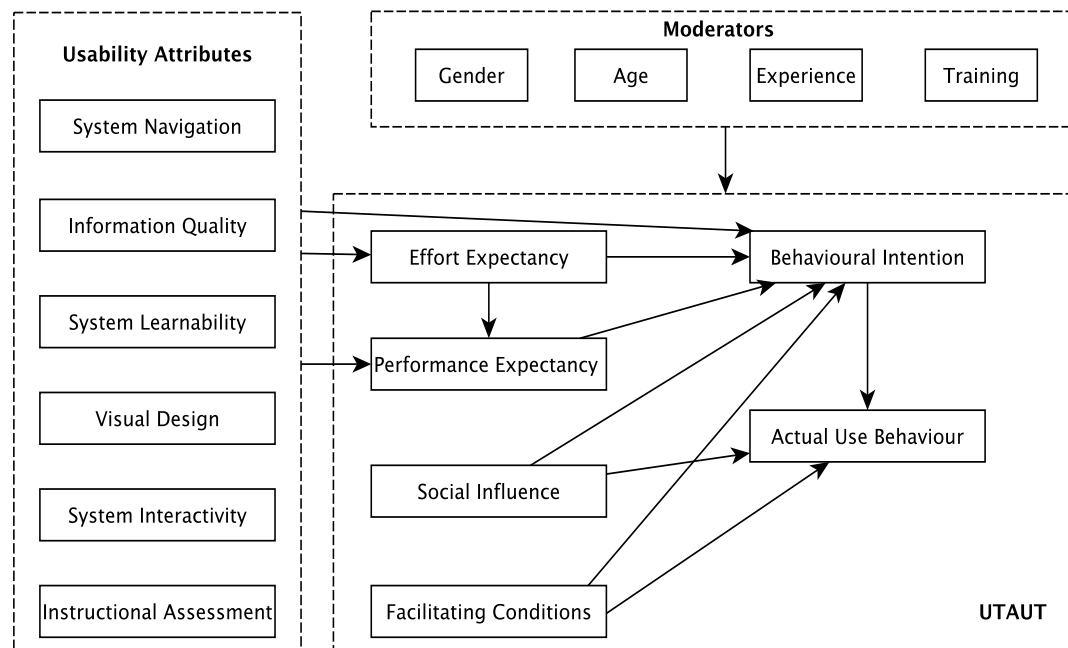 Usability Attributes
System Navigation
Information Quality
System Learnability
Visual Design
System Interactivity
Instructional Assessment
Moderators
Gender
Age
Experience
Training
Effort Expectancy
Behavioural Intention
Performance Expectancy
Actual Use Behaviour
Social Influence
Facilitating Conditions
UTAUT